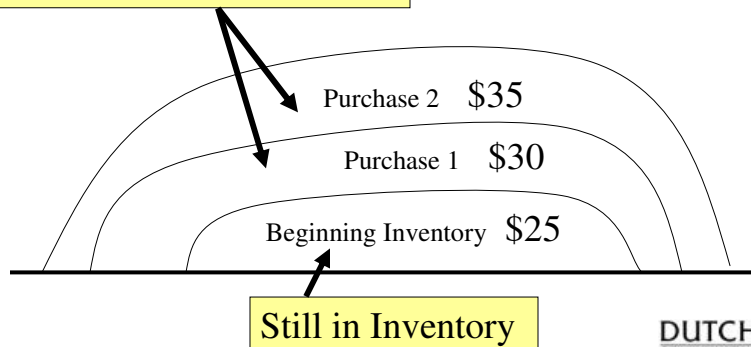 Purchase 2 $35
Purchase 1 $30
Beginning Inventory $25
Still in Inventory
DUTCH